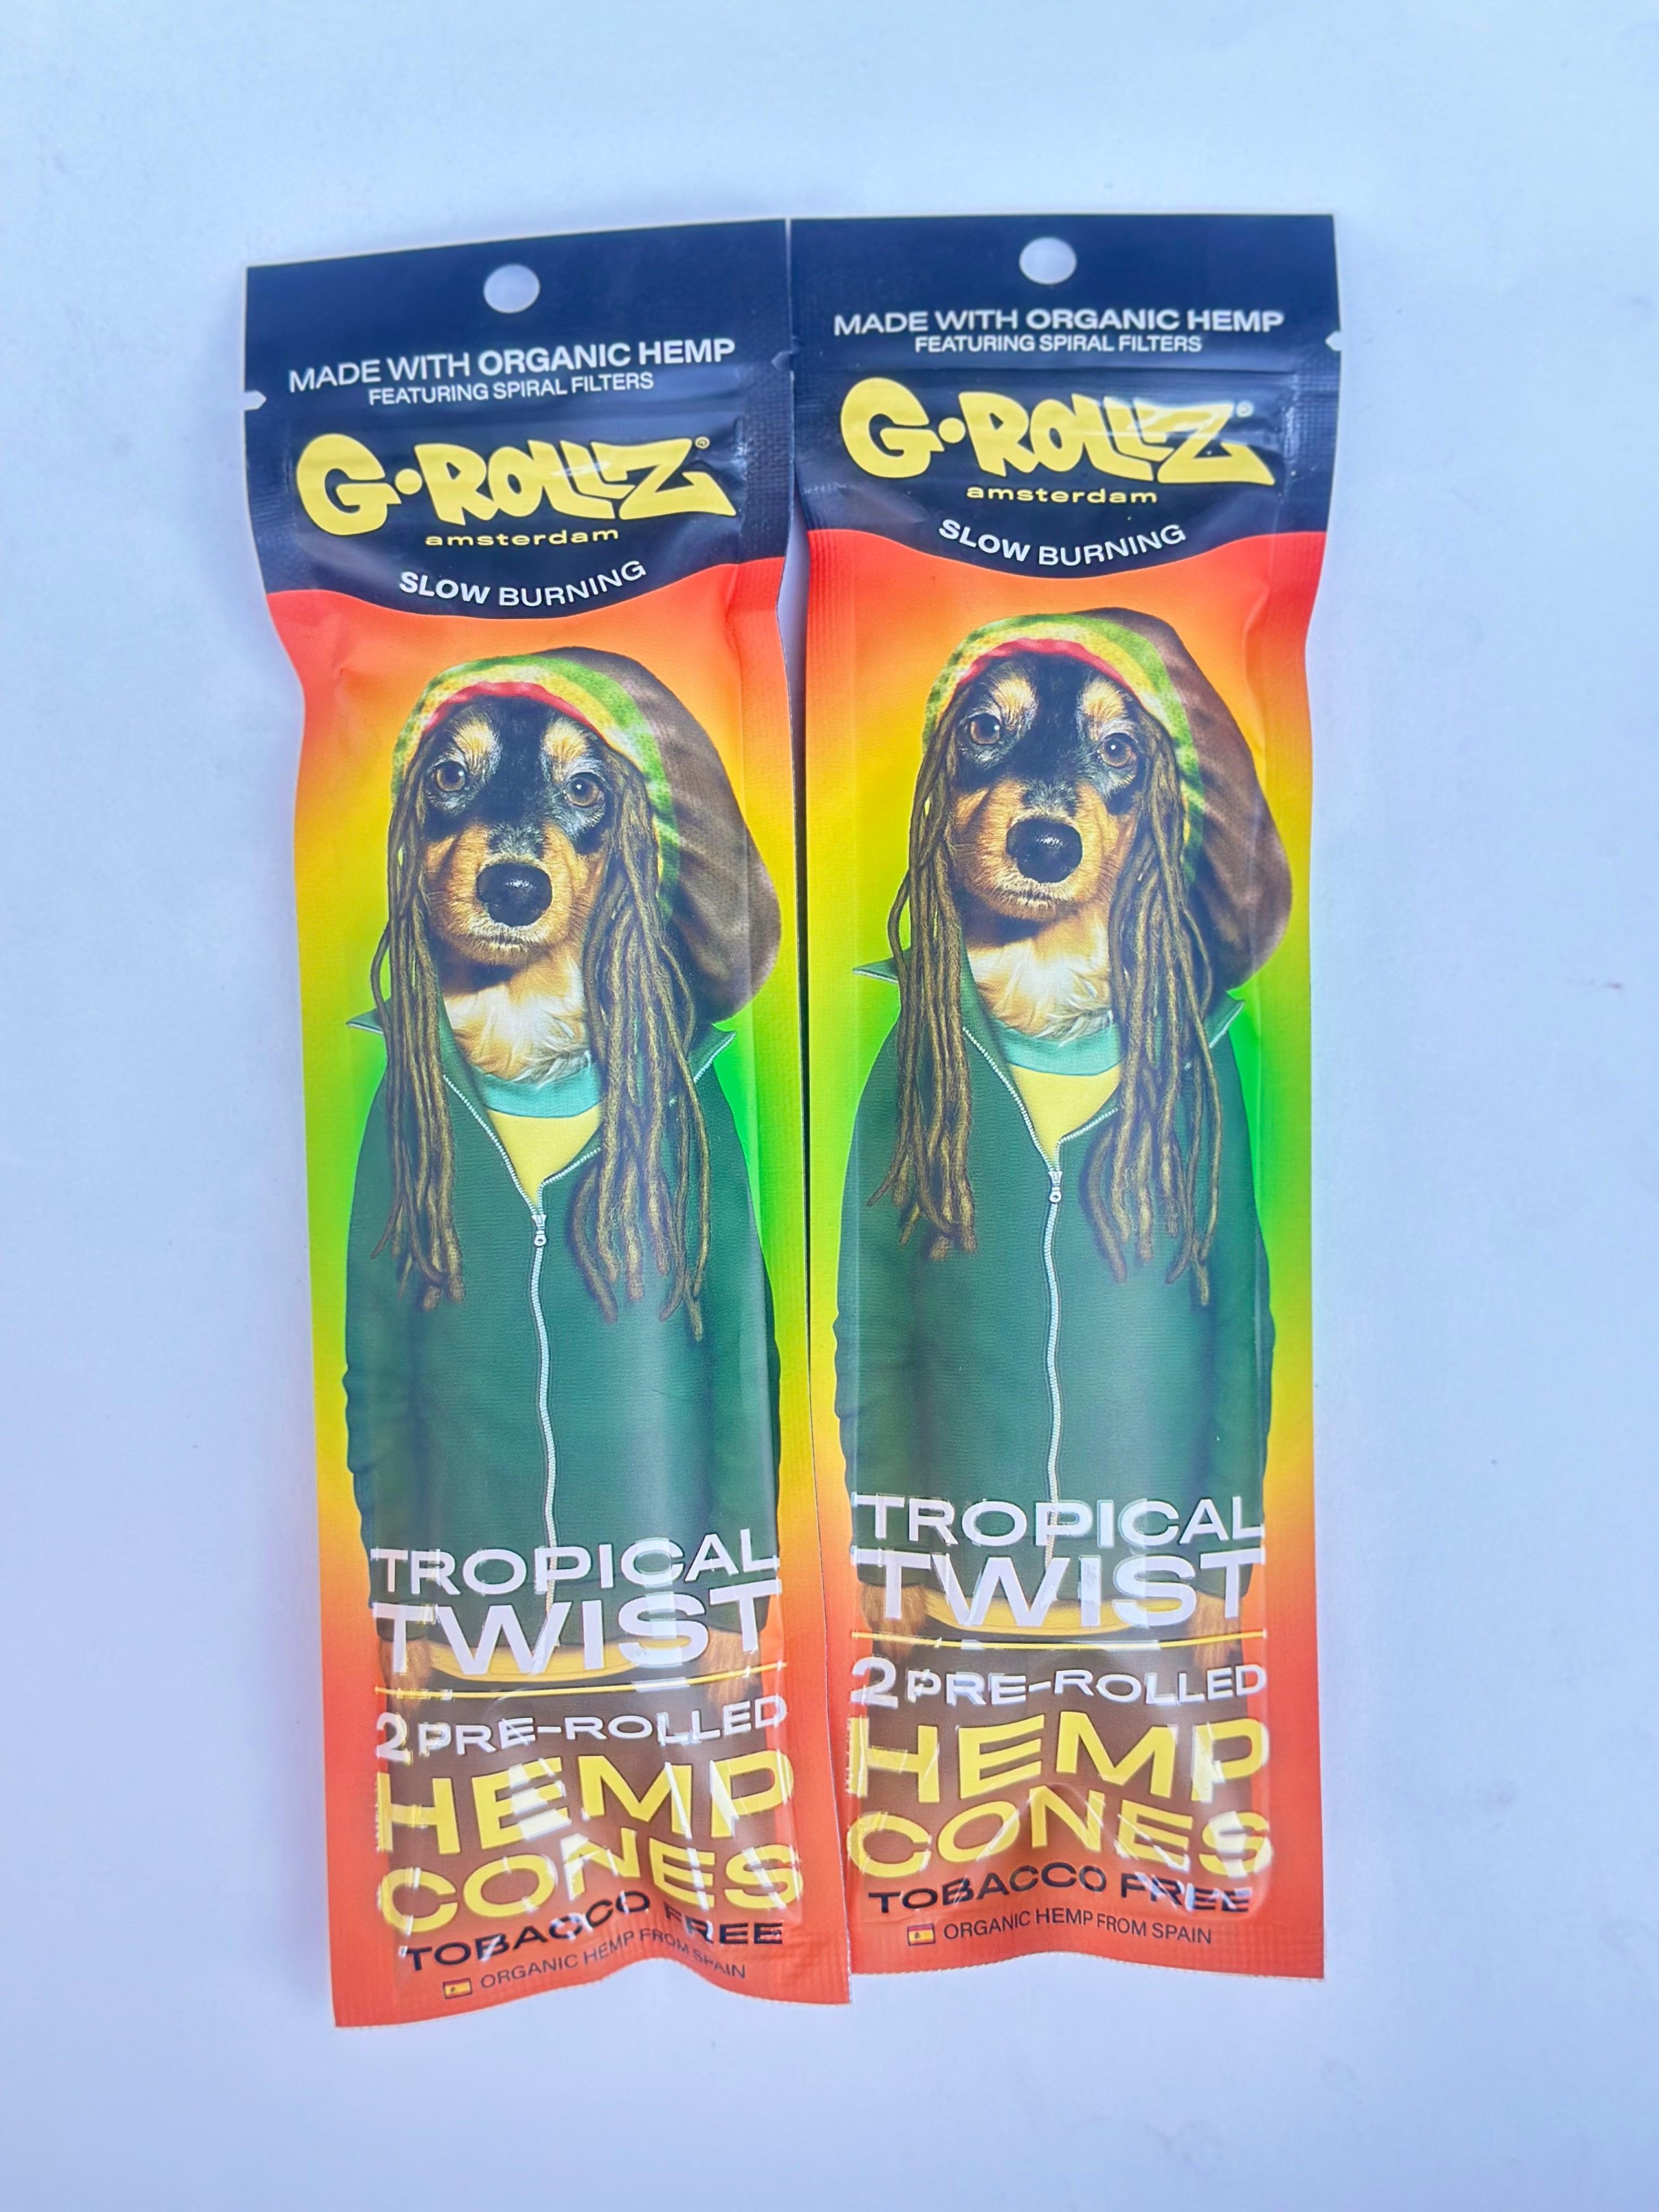 MADE WITH ORGANIC HEMP
FEATURING SPIRAL FILTERS
G·ROLLZ®
amsterdam
SLOW BURNING
TROPICAL
TWIST
2 PRE-ROLLED
HEMP
CONES
TOBACCO FREE
ORGANIC HEMP FROM SPAIN
MADE WITH ORGANIC HEMP
FEATURING SPIRAL FILTERS
G·ROLLZ®
amsterdam
SLOW BURNING
TROPICAL
TWIST
2 PRE-ROLLED
HEMP
CONES
TOBACCO FREE
ORGANIC HEMP FROM SPAIN